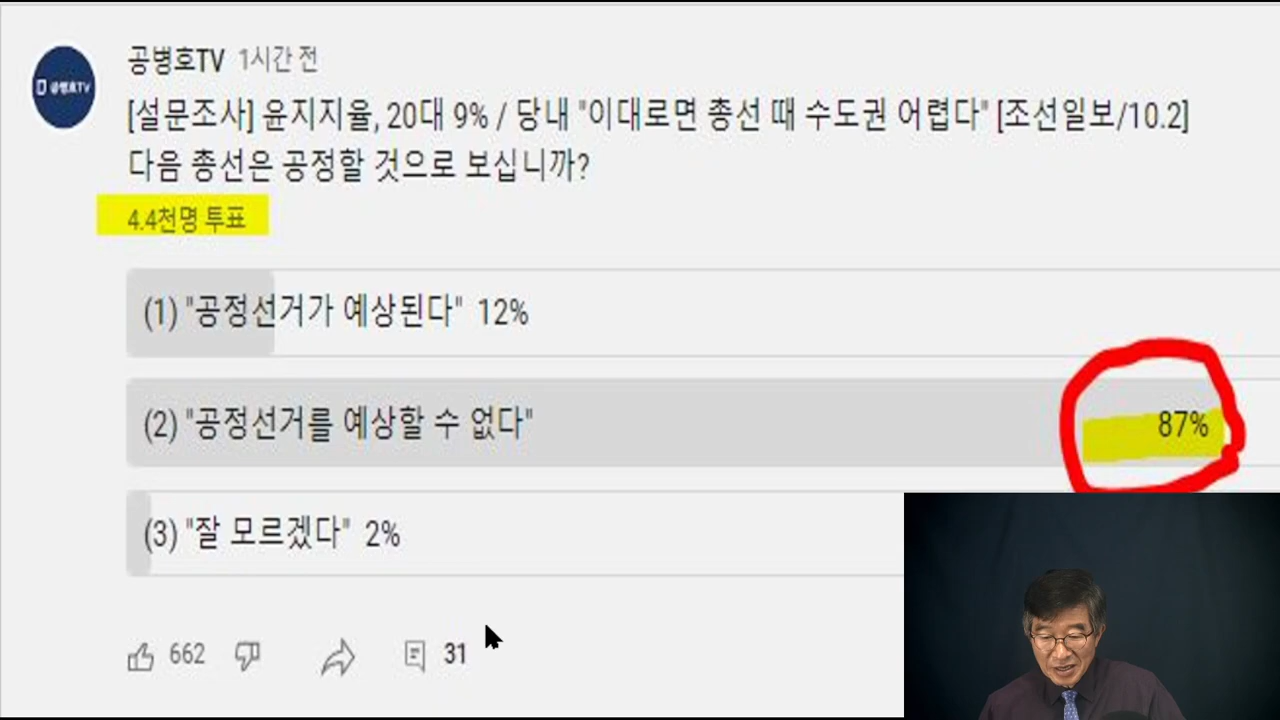 공병호TV 1시간 전
공병호TV
[설문조사] 윤지지율, 20대 9% / 당내 "이대로면 총선 때 수도권 어렵다" [조선일보/10.2]
다음 총선은 공정할 것으로 보십니까?
4.4천명 투표
(1) "공정선거가 예상된다" 12%
(2) "공정선거를 예상할 수 없다" 87%
(3) "잘 모르겠다" 2%
662 31